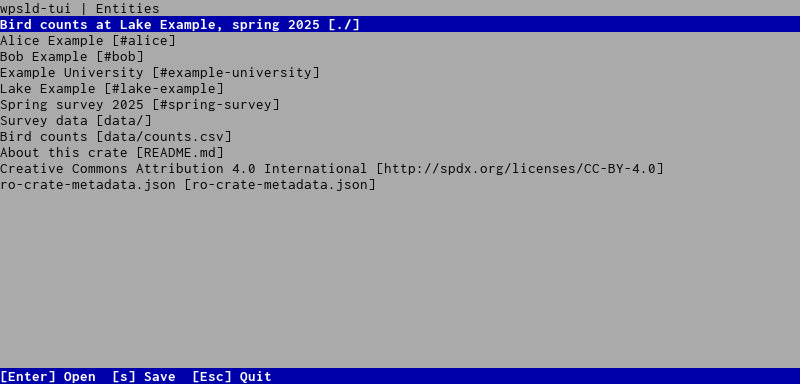 wpsld-tui | Entities
Bird counts at Lake Example, spring 2025 [./]
Alice Example [#alice]
Bob Example [#bob]
Example University [#example-university]
Lake Example [#lake-example]
Spring survey 2025 [#spring-survey]
Survey data [data/]
Bird counts [data/counts.csv]
About this crate [README.md]
Creative Commons Attribution 4.0 International [http://spdx.org/licenses/CC-BY-4.0]
ro-crate-metadata.json [ro-crate-metadata.json]
[Enter] Open  [s] Save  [Esc] Quit